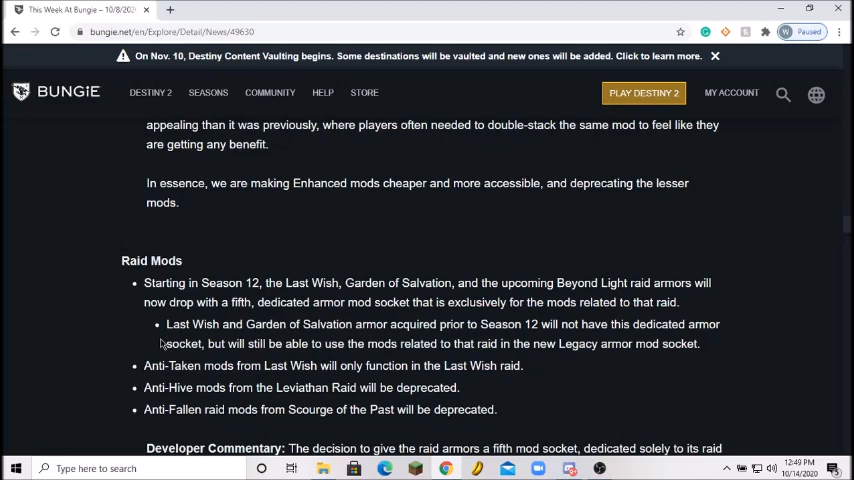 This Week At Bungie – 10/8/2020
bungie.net/en/Explore/Detail/News/49630
Paused
On Nov. 10, Destiny Content Vaulting begins. Some destinations will be vaulted and new ones will be added. Click to learn more.
BUNGiE
DESTINY 2
SEASONS
COMMUNITY
HELP
STORE
PLAY DESTINY 2
MY ACCOUNT
appealing than it was previously, where players often needed to double-stack the same mod to feel like they
are getting any benefit.
In essence, we are making Enhanced mods cheaper and more accessible, and deprecating the lesser
mods.
Raid Mods
• Starting in Season 12, the Last Wish, Garden of Salvation, and the upcoming Beyond Light raid armors will
now drop with a fifth, dedicated armor mod socket that is exclusively for the mods related to that raid.
• Last Wish and Garden of Salvation armor acquired prior to Season 12 will not have this dedicated armor
socket, but will still be able to use the mods related to that raid in the new Legacy armor mod socket.
• Anti-Taken mods from Last Wish will only function in the Last Wish raid.
• Anti-Hive mods from the Leviathan Raid will be deprecated.
• Anti-Fallen raid mods from Scourge of the Past will be deprecated.
Developer Commentary: The decision to give the raid armors a fifth mod socket, dedicated solely to its raid
Type here to search
12:49 PM
10/14/2020